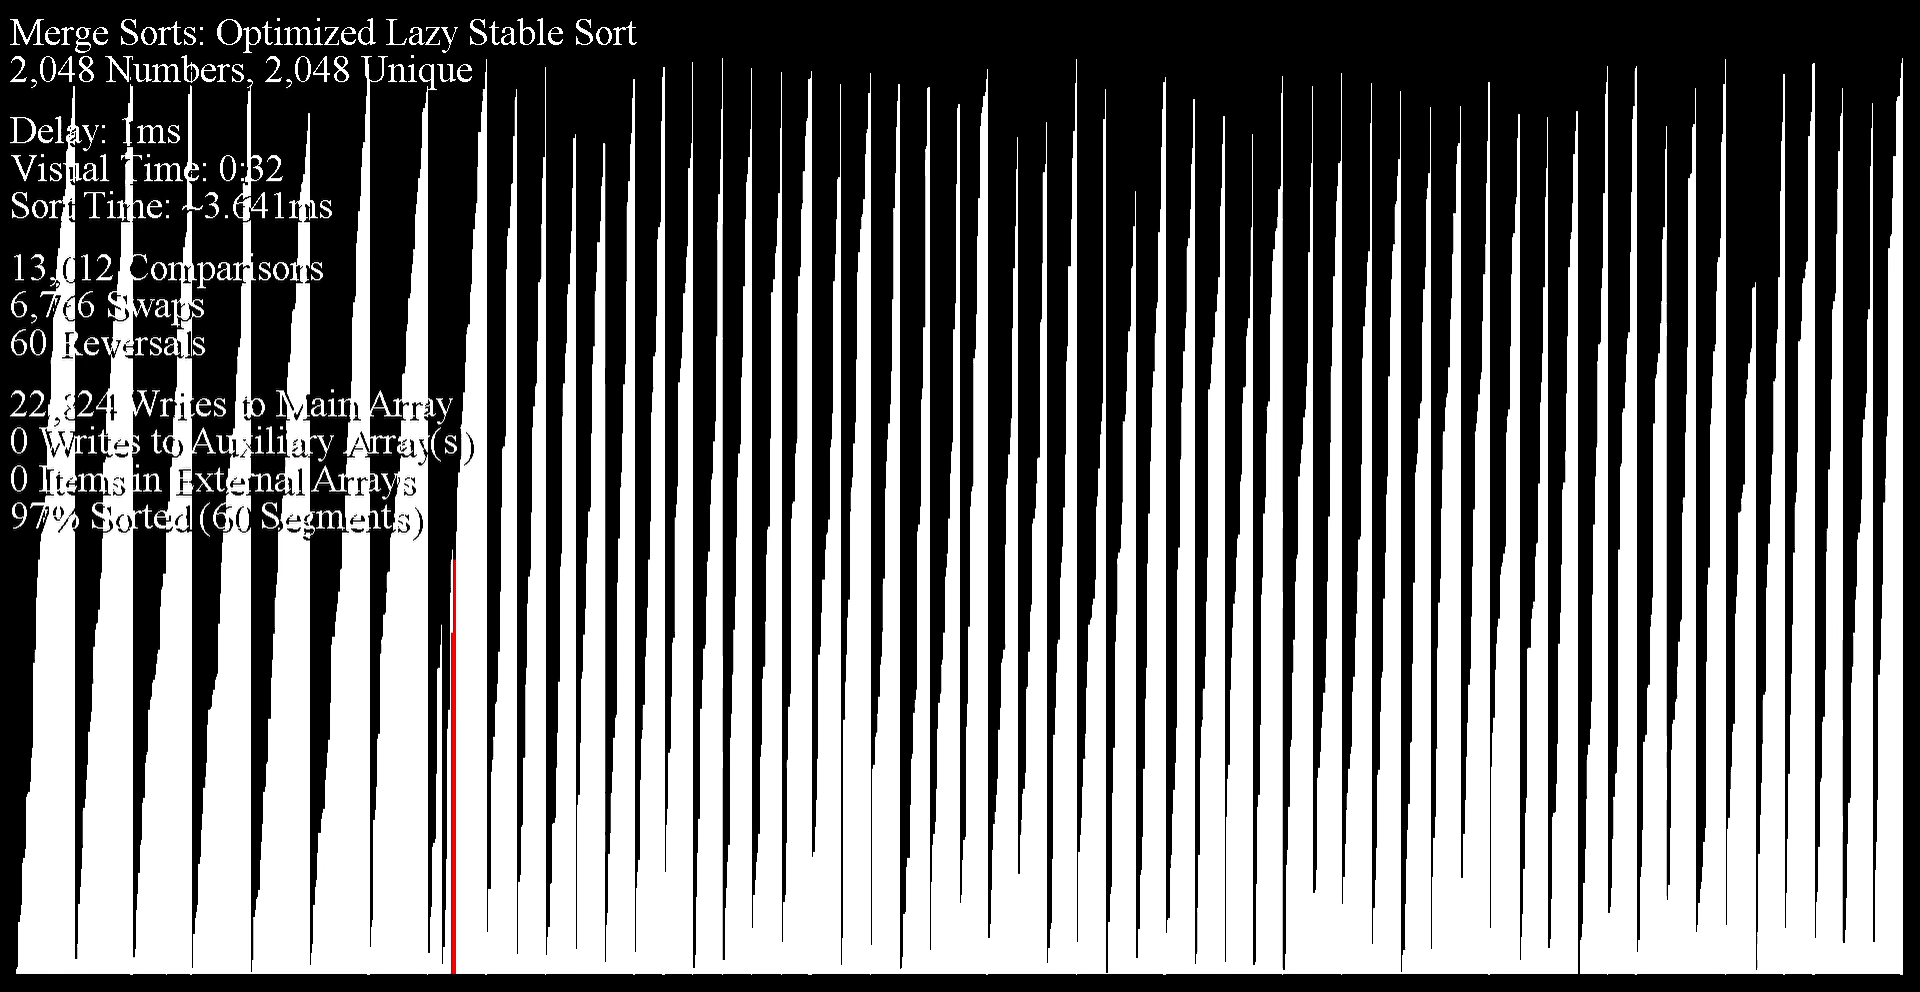 Merge Sorts: Optimized Lazy Stable Sort
2,048 Numbers, 2,048 Unique
Delay: 1ms
Visual Time: 0:32
Sort Time: ~3.641ms
13,012 Comparisons
6,766 Swaps
60 Reversals
22,824 Writes to Main Array
0 Writes to Auxiliary Array(s)
0 Items in External Arrays
97% Sorted (60 Segments)